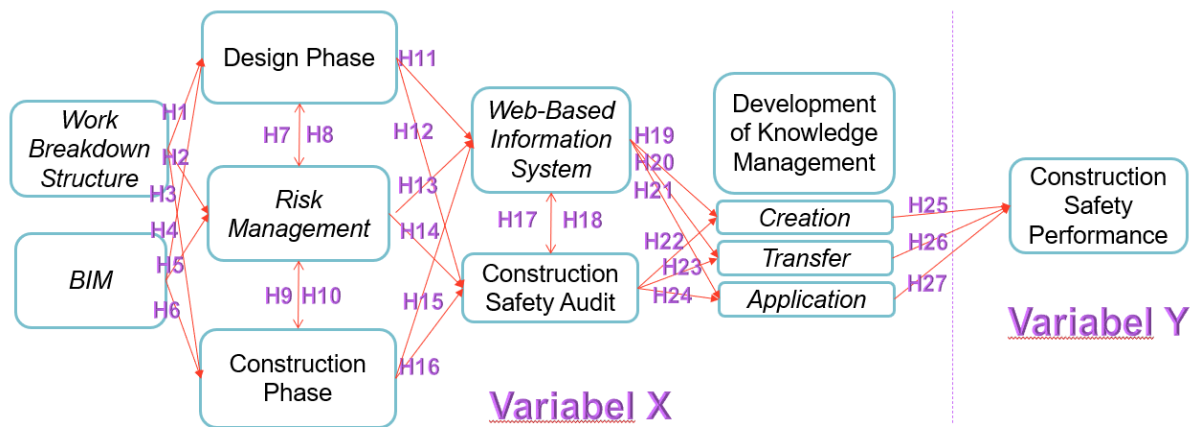 Work
Breakdown
Structure
BIM
H1
H2
H3
H4
H5
H6
Design Phase
H7 H8
Risk
Management
H9 H10
Construction
Phase
H11
H12
H13
H14
H15
H16
Web-Based
Information
System
H17 H18
Construction
Safety Audit
H19
H20
H21
H22
H23
H24
Development
of Knowledge
Management
Creation
Transfer
Application
H25
H26
H27
Construction
Safety
Performance
Variabel X
Variabel Y